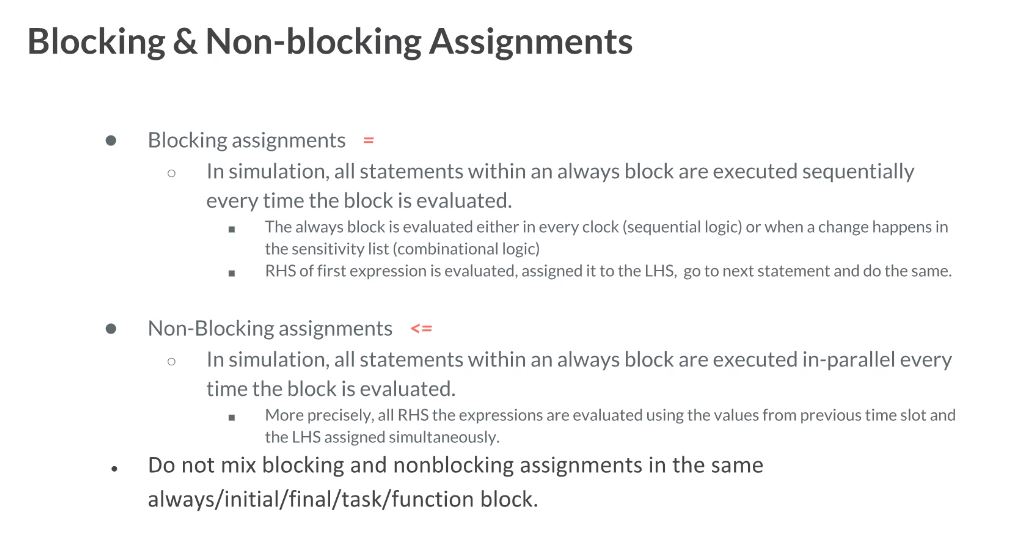 Blocking & Non-blocking Assignments
● Blocking assignments =
○ In simulation, all statements within an always block are executed sequentially
every time the block is evaluated.
■ The always block is evaluated either in every clock (sequential logic) or when a change happens in
the sensitivity list (combinational logic)
■ RHS of first expression is evaluated, assigned it to the LHS, go to next statement and do the same.
● Non-Blocking assignments <=
○ In simulation, all statements within an always block are executed in-parallel every
time the block is evaluated.
■ More precisely, all RHS the expressions are evaluated using the values from previous time slot and
the LHS assigned simultaneously.
• Do not mix blocking and nonblocking assignments in the same
always/initial/final/task/function block.